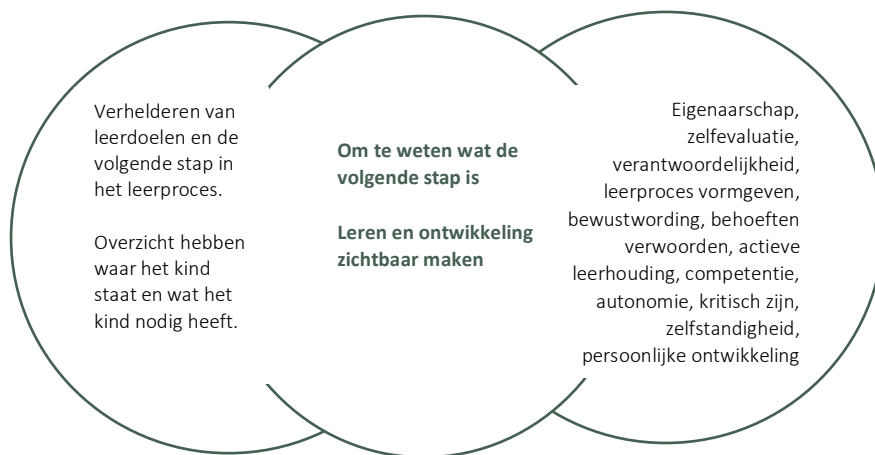 Verhelderen van
leerdoelen en de
volgende stap in
het leerproces.
Overzicht hebben
waar het kind
staat en wat het
kind nodig heeft.
Om te weten wat de
volgende stap is
Leren en ontwikkeling
zichtbaar maken
Eigenaarschap,
zelfevaluatie,
verantwoordelijkheid,
leerproces vormgeven,
bewustwording, behoeften
verwoorden, actieve
leerhouding, competentie,
autonomie, kritisch zijn,
zelfstandigheid,
persoonlijke ontwikkeling